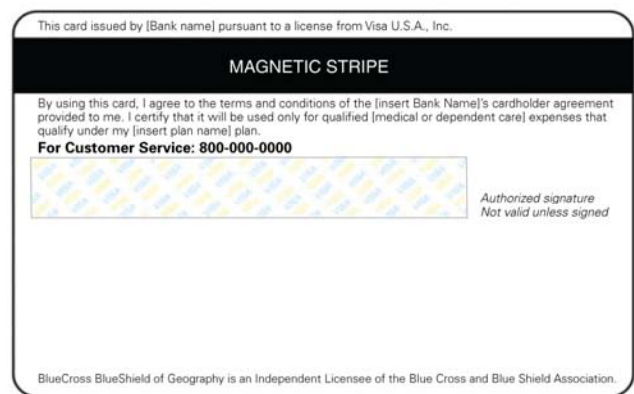 This card issued by [Bank name] pursuant to a license from Visa U.S.A., Inc.
MAGNETIC STRIPE
By using this card, I agree to the terms and conditions of the [insert Bank Name]'s cardholder agreement
provided to me. I certify that it will be used only for qualified [medical or dependent care] expenses that
qualify under my [insert plan name] plan.
For Customer Service: 800-000-0000
Authorized signature
Not valid unless signed
BlueCross BlueShield of Geography is an Independent Licensee of the Blue Cross and Blue Shield Association.